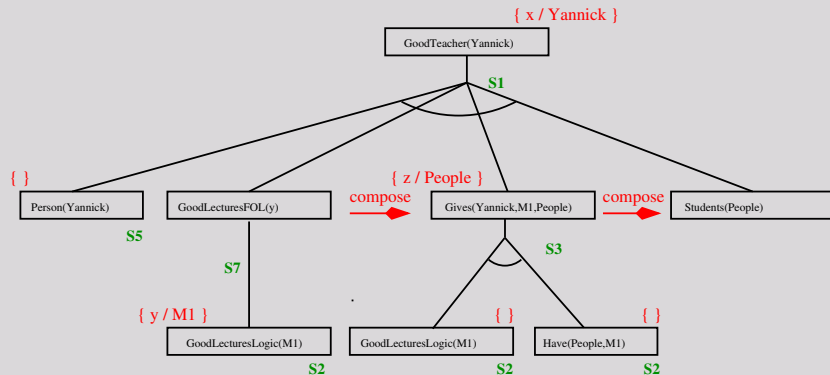 { x / Yannick }
GoodTeacher(Yannick)
S1
{ }
{ z / People }
Person(Yannick)
GoodLecturesFOL(y)
compose
Gives(Yannick,M1,People)
compose
Students(People)
S5
S3
S7
{ y / M1 }
{ }
{ }
GoodLecturesLogic(M1)
GoodLecturesLogic(M1)
Have(People,M1)
S2
S2
S2